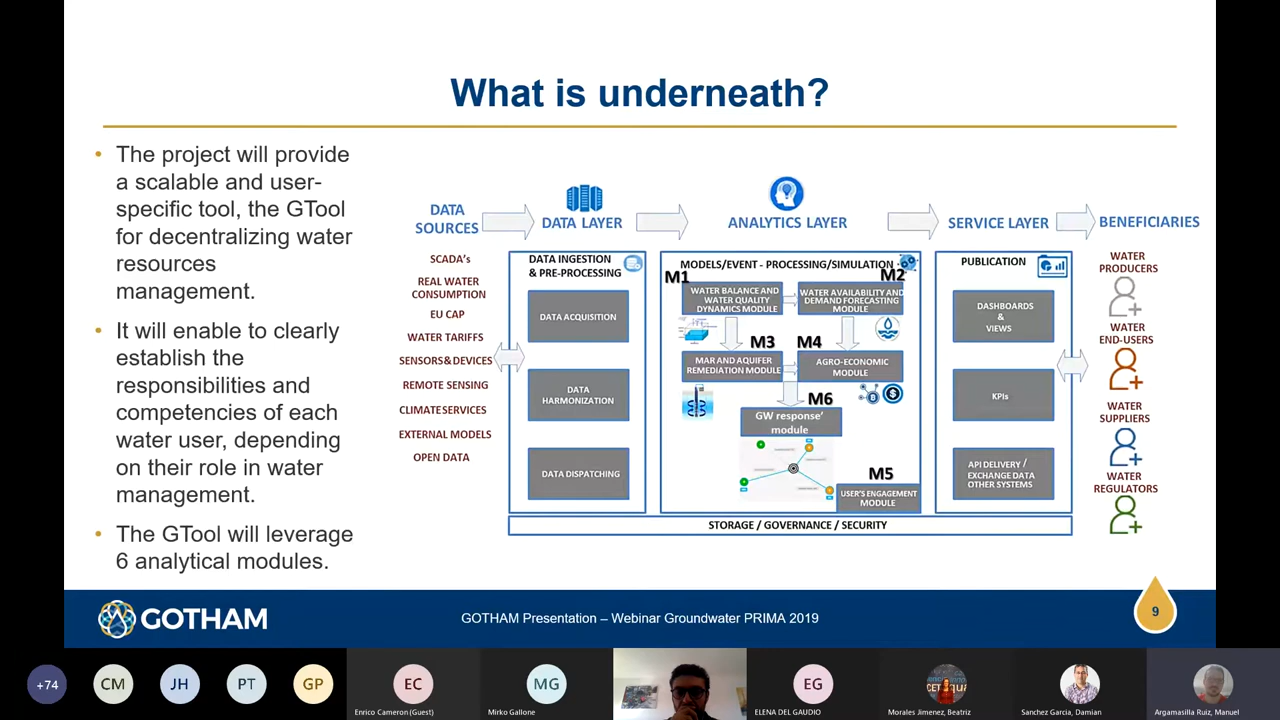 What is underneath?
• The project will provide
a scalable and user-
specific tool, the GTool
for decentralizing water
resources
management.
• It will enable to clearly
establish the
responsibilities and
competencies of each
water user, depending
on their role in water
management.
• The GTool will leverage
6 analytical modules.
DATA
SOURCES
DATA LAYER
ANALYTICS LAYER
SERVICE LAYER
BENEFICIARIES
SCADA's
REAL WATER
CONSUMPTION
EU CAP
WATER TARIFFS
SENSORS&DEVICES
REMOTE SENSING
CLIMATE SERVICES
EXTERNAL MODELS
OPEN DATA
DATA INGESTION
& PRE-PROCESSING
DATA ACQUISITION
DATA
HARMONIZATION
DATA DISPATCHING
MODELS/EVENT - PROCESSING/SIMULATION
M1
WATER BALANCE AND
WATER QUALITY
DYNAMICS MODULE
M2
WATER AVAILABILITY AND
DEMAND FORECASTING
MODULE
M3
MAR AND AQUIFER
REMEDIATION MODULE
M4
AGRO-ECONOMIC
MODULE
M6
GW response'
module
M5
USER'S ENGAGEMENT
MODULE
PUBLICATION
DASHBOARDS
&
VIEWS
KPIs
API DELIVERY /
EXCHANGE DATA
OTHER SYSTEMS
WATER
PRODUCERS
WATER
END-USERS
WATER
SUPPLIERS
WATER
REGULATORS
STORAGE / GOVERNANCE / SECURITY
GOTHAM
GOTHAM Presentation – Webinar Groundwater PRIMA 2019
9
+74
CM
JH
PT
GP
EC
Enrico Cameron (Guest)
MG
Mirko Gallone
EG
ELENA DEL GAUDIO
Morales Jimenez, Beatriz
Sanchez Garcia, Damian
Argamasilla Ruiz, Manuel